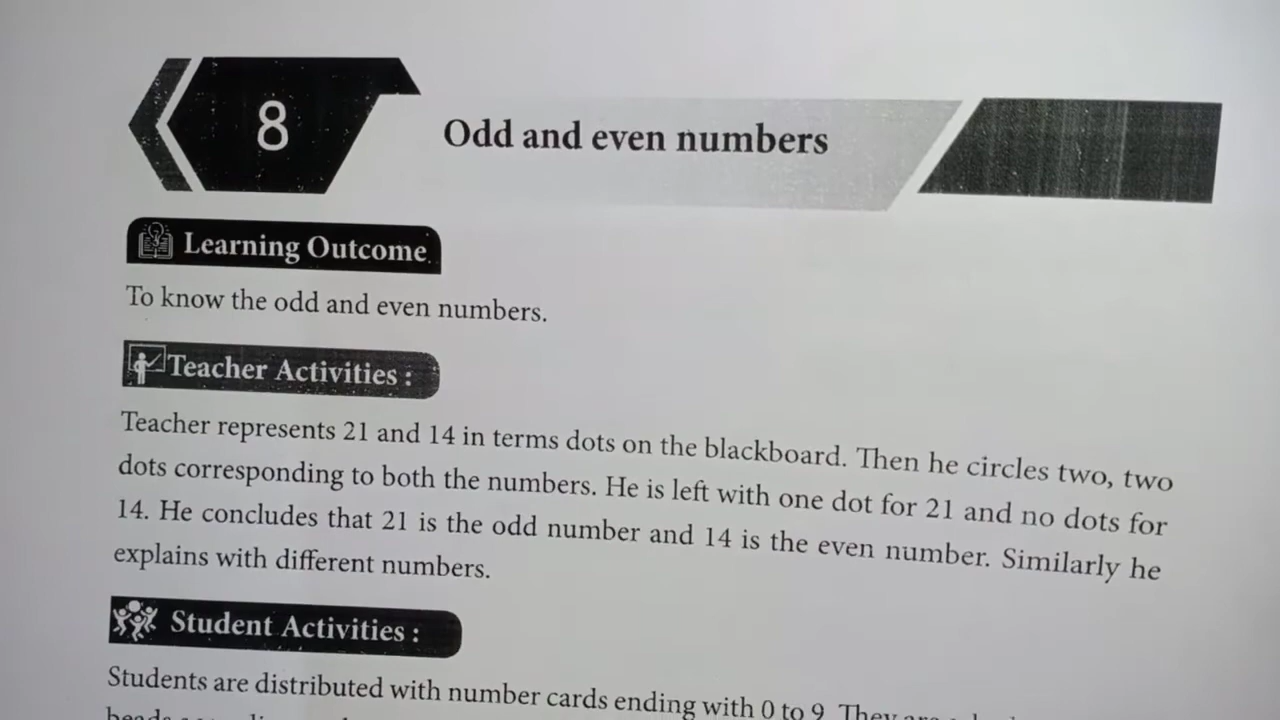 8
Odd and even numbers
Learning Outcome
To know the odd and even numbers.
Teacher Activities :
Teacher represents 21 and 14 in terms dots on the blackboard. Then he circles two, two
dots corresponding to both the numbers. He is left with one dot for 21 and no dots for
14. He concludes that 21 is the odd number and 14 is the even number. Similarly he
explains with different numbers.
Student Activities :
Students are distributed with number cards ending with 0 to 9. They are